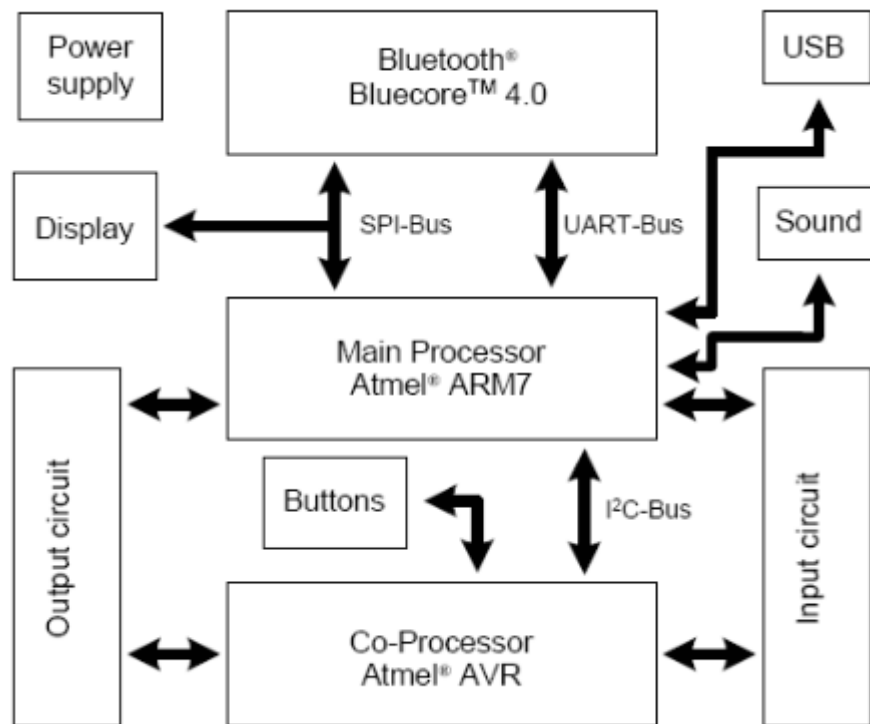 Power
supply
Bluetooth®
Bluecore™ 4.0
USB
Display
SPI-Bus
UART-Bus
Sound
Main Processor
Atmel® ARM7
Output circuit
Buttons
I²C-Bus
Input circuit
Co-Processor
Atmel® AVR